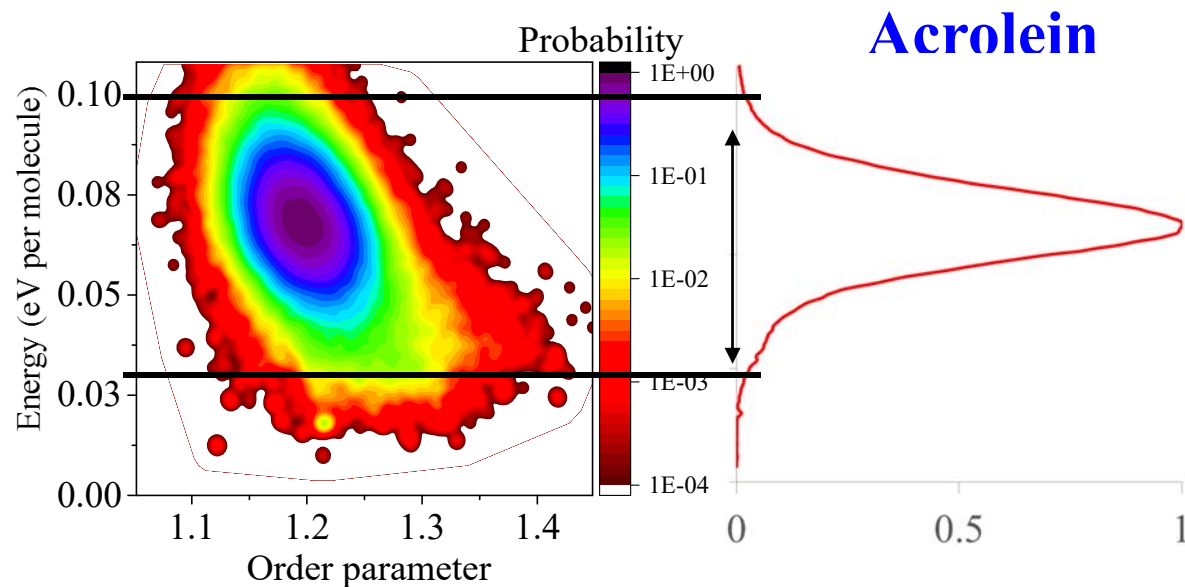 Acrolein
Probability
Energy (eV per molecule)
0.10
0.08
0.05
0.03
0.00
1.1 1.2 1.3 1.4
Order parameter
1E+00
1E-01
1E-02
1E-03
1E-04
0 0.5 1